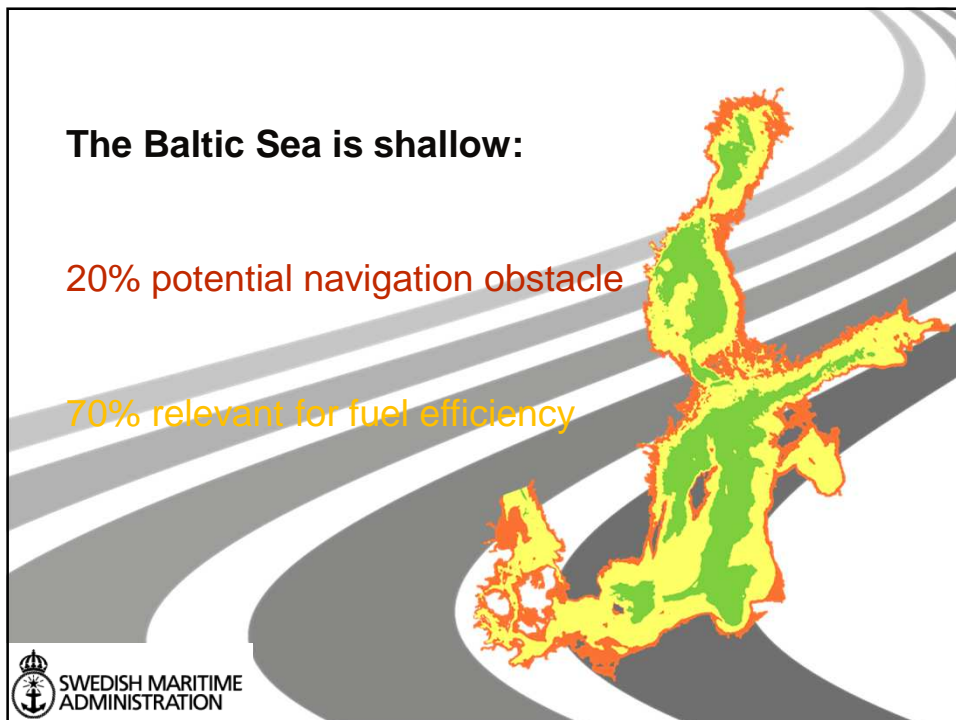 The Baltic Sea is shallow:
20% potential navigation obstacle
70% relevant for fuel efficiency
SWEDISH MARITIME
ADMINISTRATION